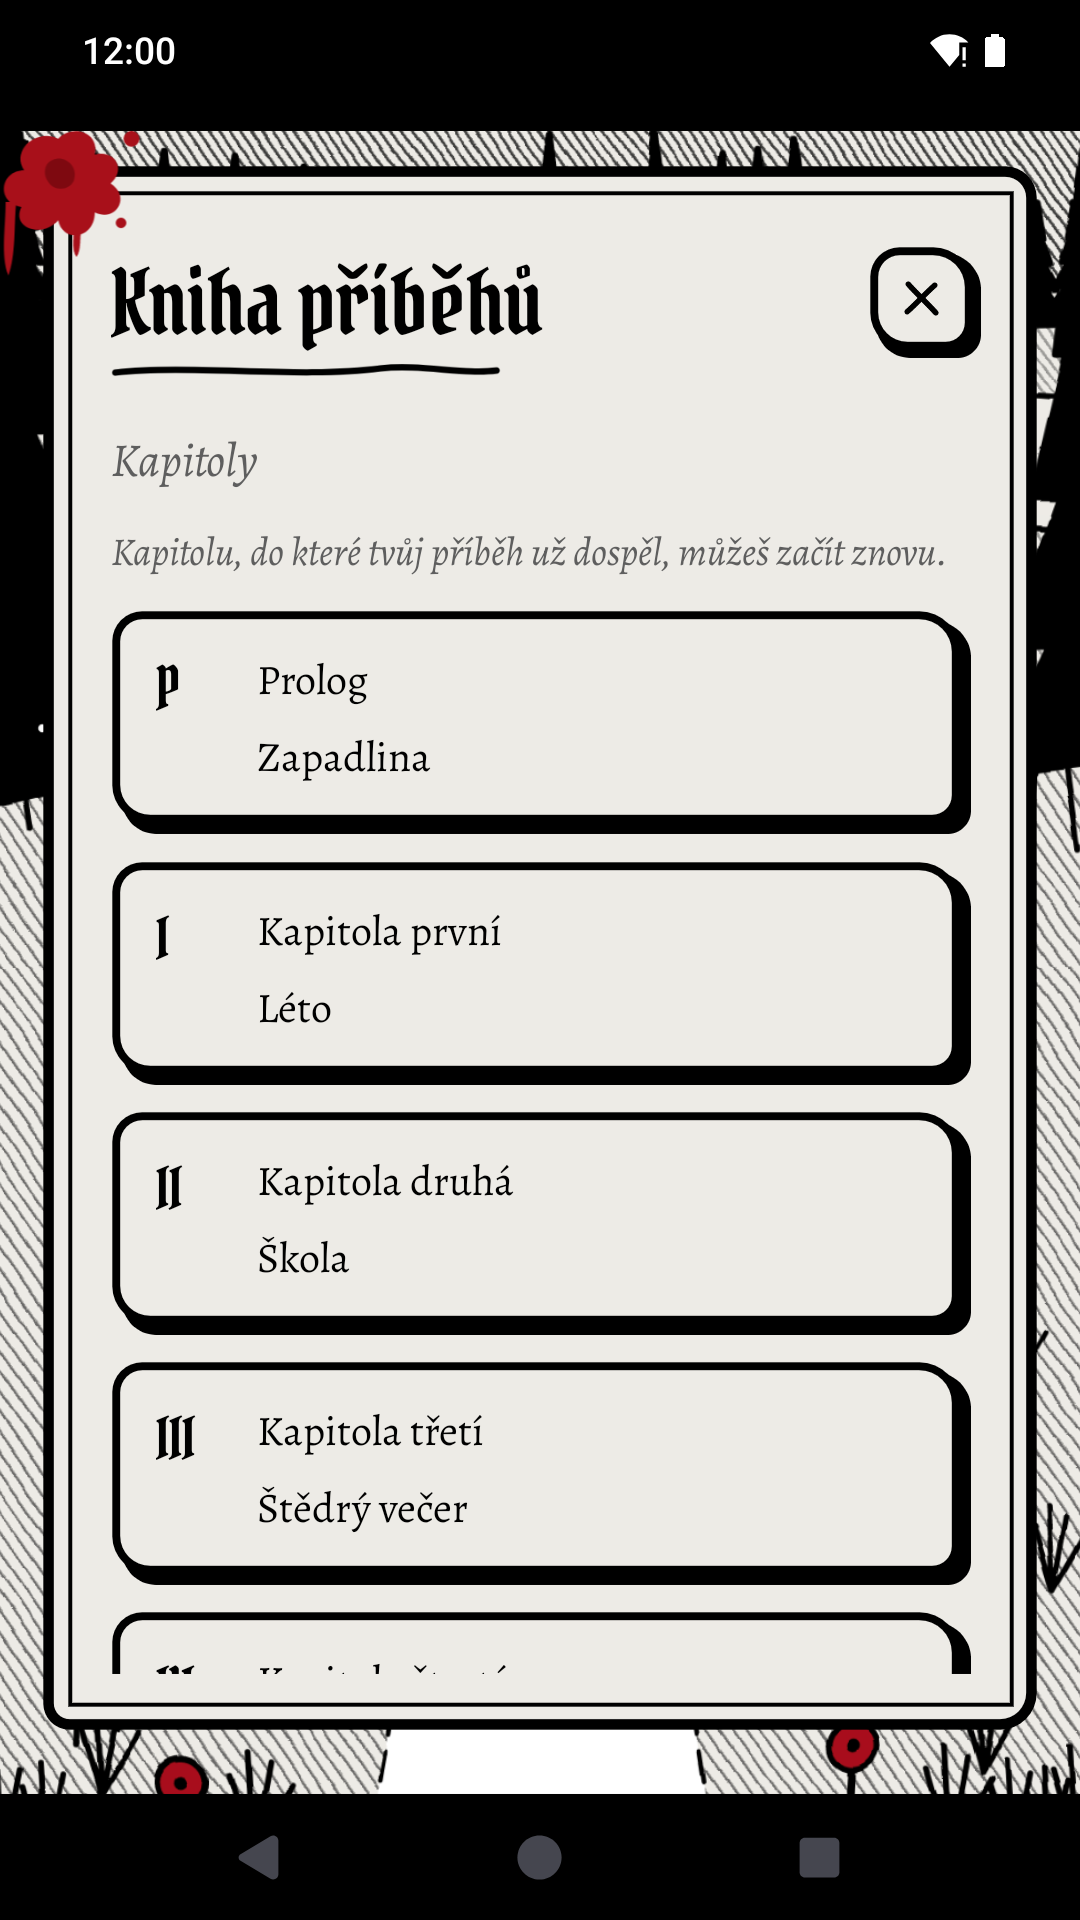 12:00
Kniha příběhů
Kapitoly
Kapitolu, do které tvůj příběh už dospěl, můžeš začít znovu.
P
Prolog
Zapadlina
I
Kapitola první
Léto
II
Kapitola druhá
Škola
III
Kapitola třetí
Štědrý večer